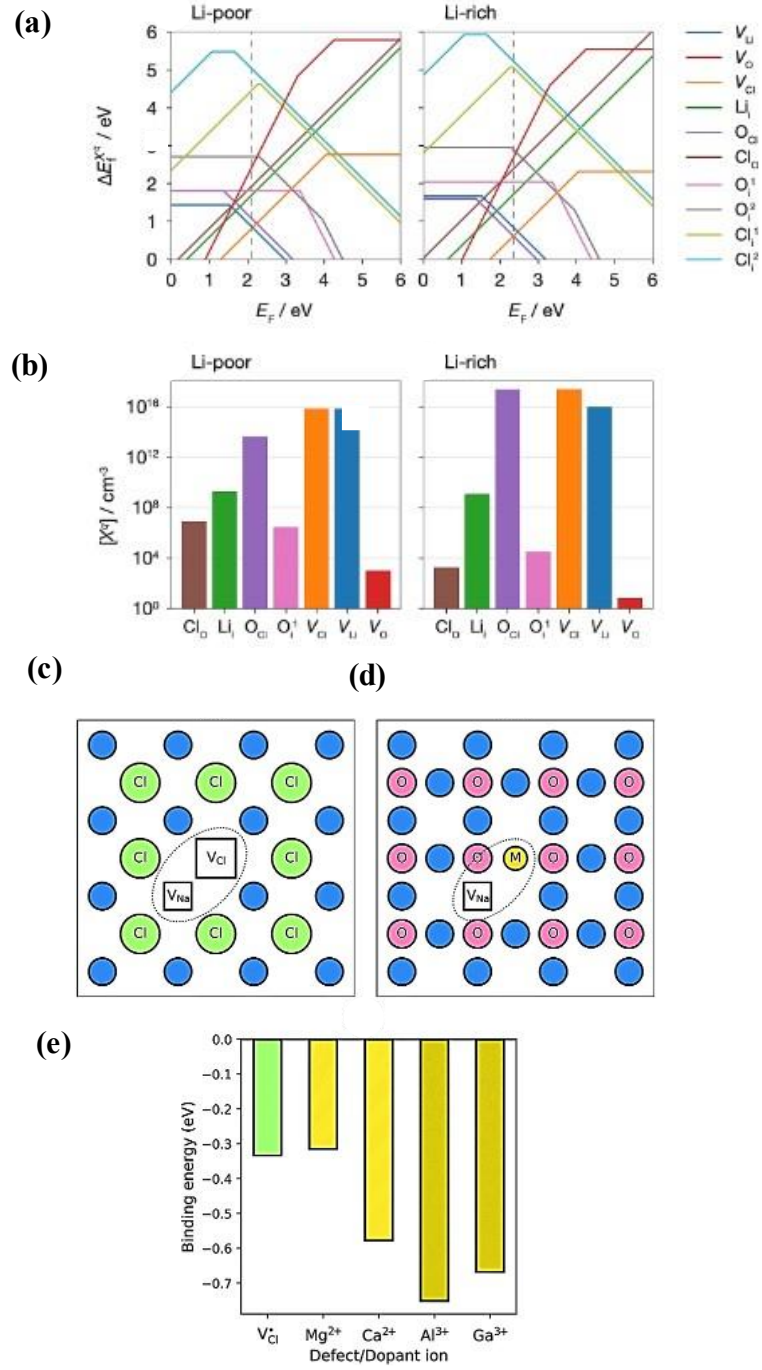 (a)
Li-poor
Li-rich
ΔE_f^{X^q} / eV
6
5
4
3
2
1
0
0 1 2 3 4 5 6
0 1 2 3 4 5 6
E_F / eV
E_F / eV
V_Li
V_O
V_Cl
Li_i
O_Cl
Cl_O
O_i^1
O_i^2
Cl_i^1
Cl_i^2
(b)
Li-poor
Li-rich
[X^q] / cm^-3
10^16
10^12
10^8
10^4
10^0
Cl_O Li_i O_Cl O_i^1 V_Cl V_Li V_O
Cl_O Li_i O_Cl O_i^1 V_Cl V_Li V_O
(c)
(d)
Cl Cl Cl
Cl V_Cl Cl
V_Na
Cl Cl Cl
O O O O
O O M O O
V_Na
O O O O
(e)
Binding energy (eV)
0.0
−0.1
−0.2
−0.3
−0.4
−0.5
−0.6
−0.7
V_Cl^• Mg^2+ Ca^2+ Al^3+ Ga^3+
Defect/Dopant ion